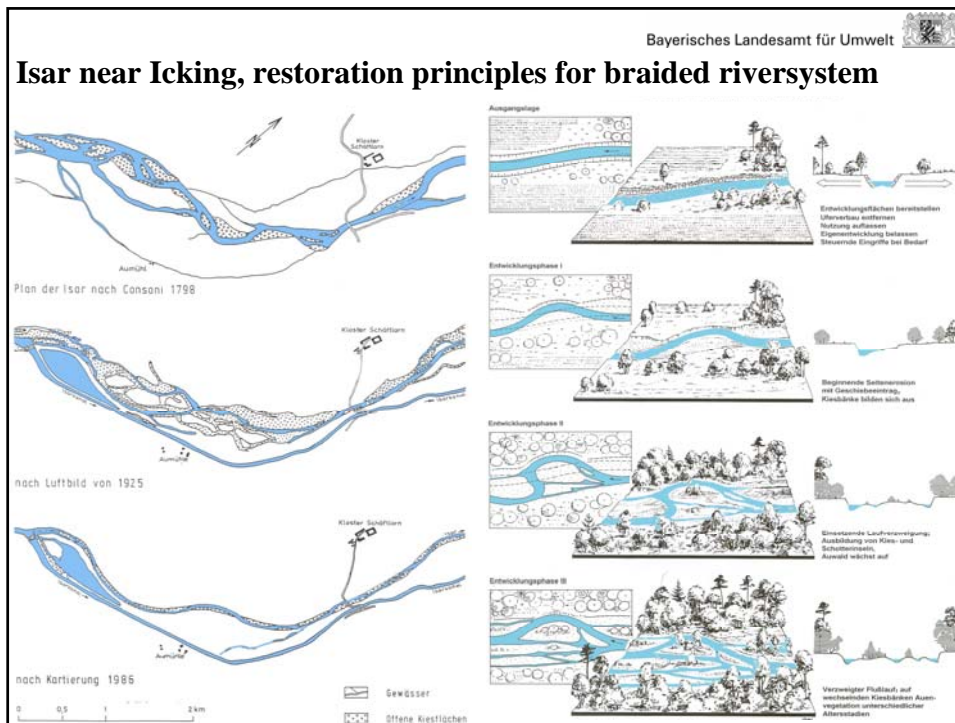 Bayerisches Landesamt für Umwelt
Isar near Icking, restoration principles for braided riversystem
Kloster
Schäftlarn
Aumühl
Plan der Isar nach Consoni 1798
Kloster Schäftlarn
Aumühle
nach Luftbild von 1925
Kloster Schäftlarn
Aumühle
nach Kartierung 1986
0 0,5 1 2 km
Gewässer
Offene Kiesflächen
Ausgangslage
Entwicklungsflächen bereitstellen
Uferverbau entfernen
Nutzung auflassen
Eigenentwicklung belassen
Steuernde Eingriffe bei Bedarf
Entwicklungsphase I
Beginnende Seitenerosion
mit Geschiebeeintrag,
Kiesbänke bilden sich aus
Entwicklungsphase II
Einsetzende Laufverzweigung;
Ausbildung von Kies- und
Schotterinseln,
Auwald wächst auf
Entwicklungsphase III
Verzweigter Flußlauf; auf
wechselnden Kiesbänken Auen-
vegetation unterschiedlicher
Altersstadien